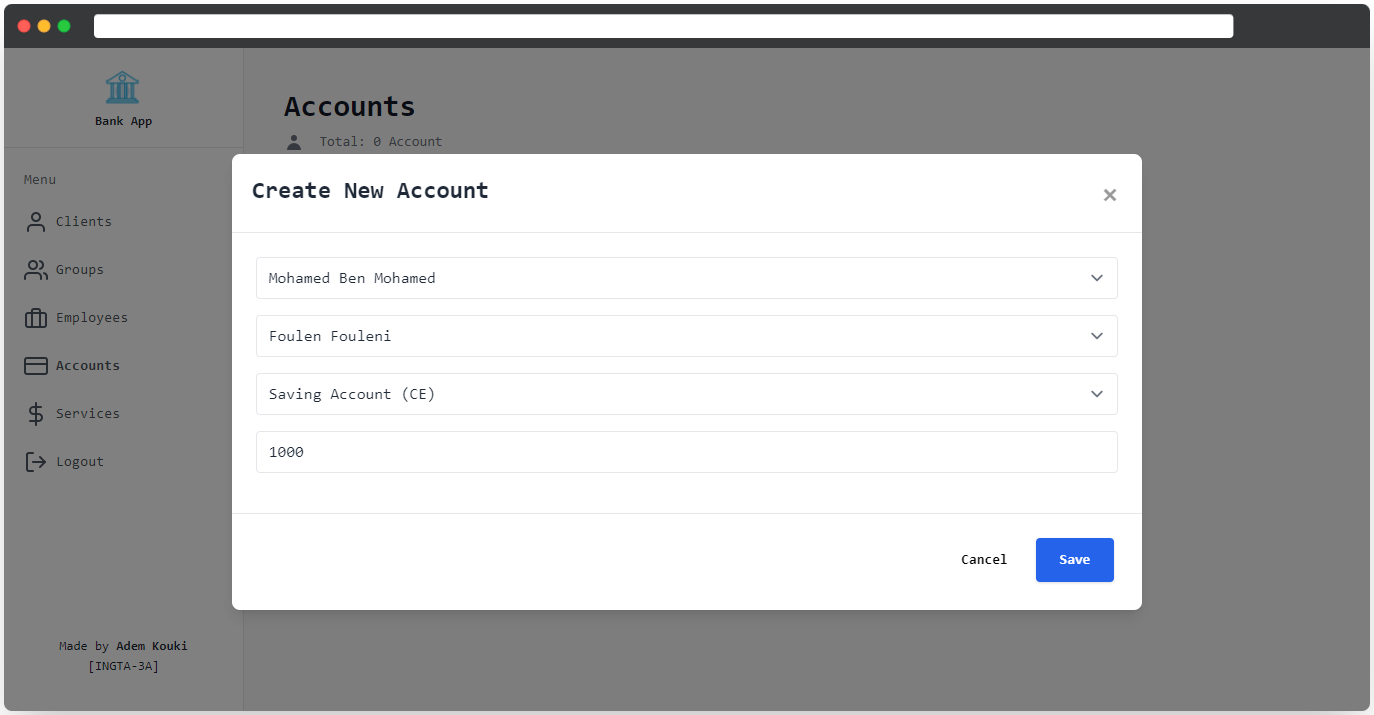 Bank App
Menu
Clients
Groups
Employees
Accounts
Services
Logout
Made by Adem Kouki
[INGTA-3A]
Accounts
Total: 0 Account
Create New Account
×
Mohamed Ben Mohamed
Foulen Fouleni
Saving Account (CE)
1000
Cancel
Save